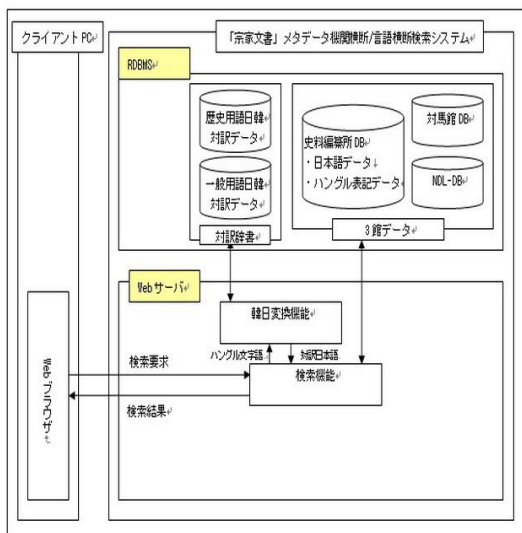 クライアントPC
「宗家文書」メタデータ機関横断/言語横断検索システム
RDBMS
歴史用語日韓
対訳データ
一般用語日韓
対訳データ
対訳辞書
史料編纂所DB
・日本語データ
・ハングル表記データ
対馬館DB
NDL-DB
3館データ
Webサーバ
韓日変換機能
ハングル文字語
対訳日本語
検索機能
検索要求
検索結果
Webブラウザ